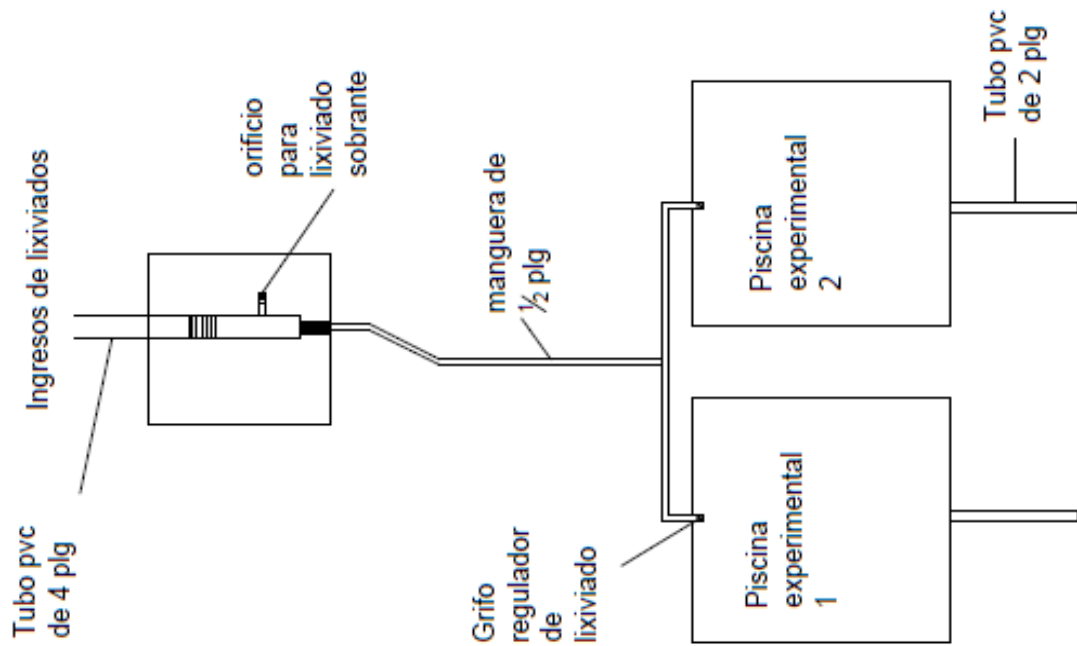 Ingresos de lixiviados
Tubo pvc
de 4 plg
orificio
para
lixiviado
sobrante
manguera de
½ plg
Grifo
regulador
de
lixiviado
Piscina
experimental
1
Piscina
experimental
2
Tubo pvc
de 2 plg